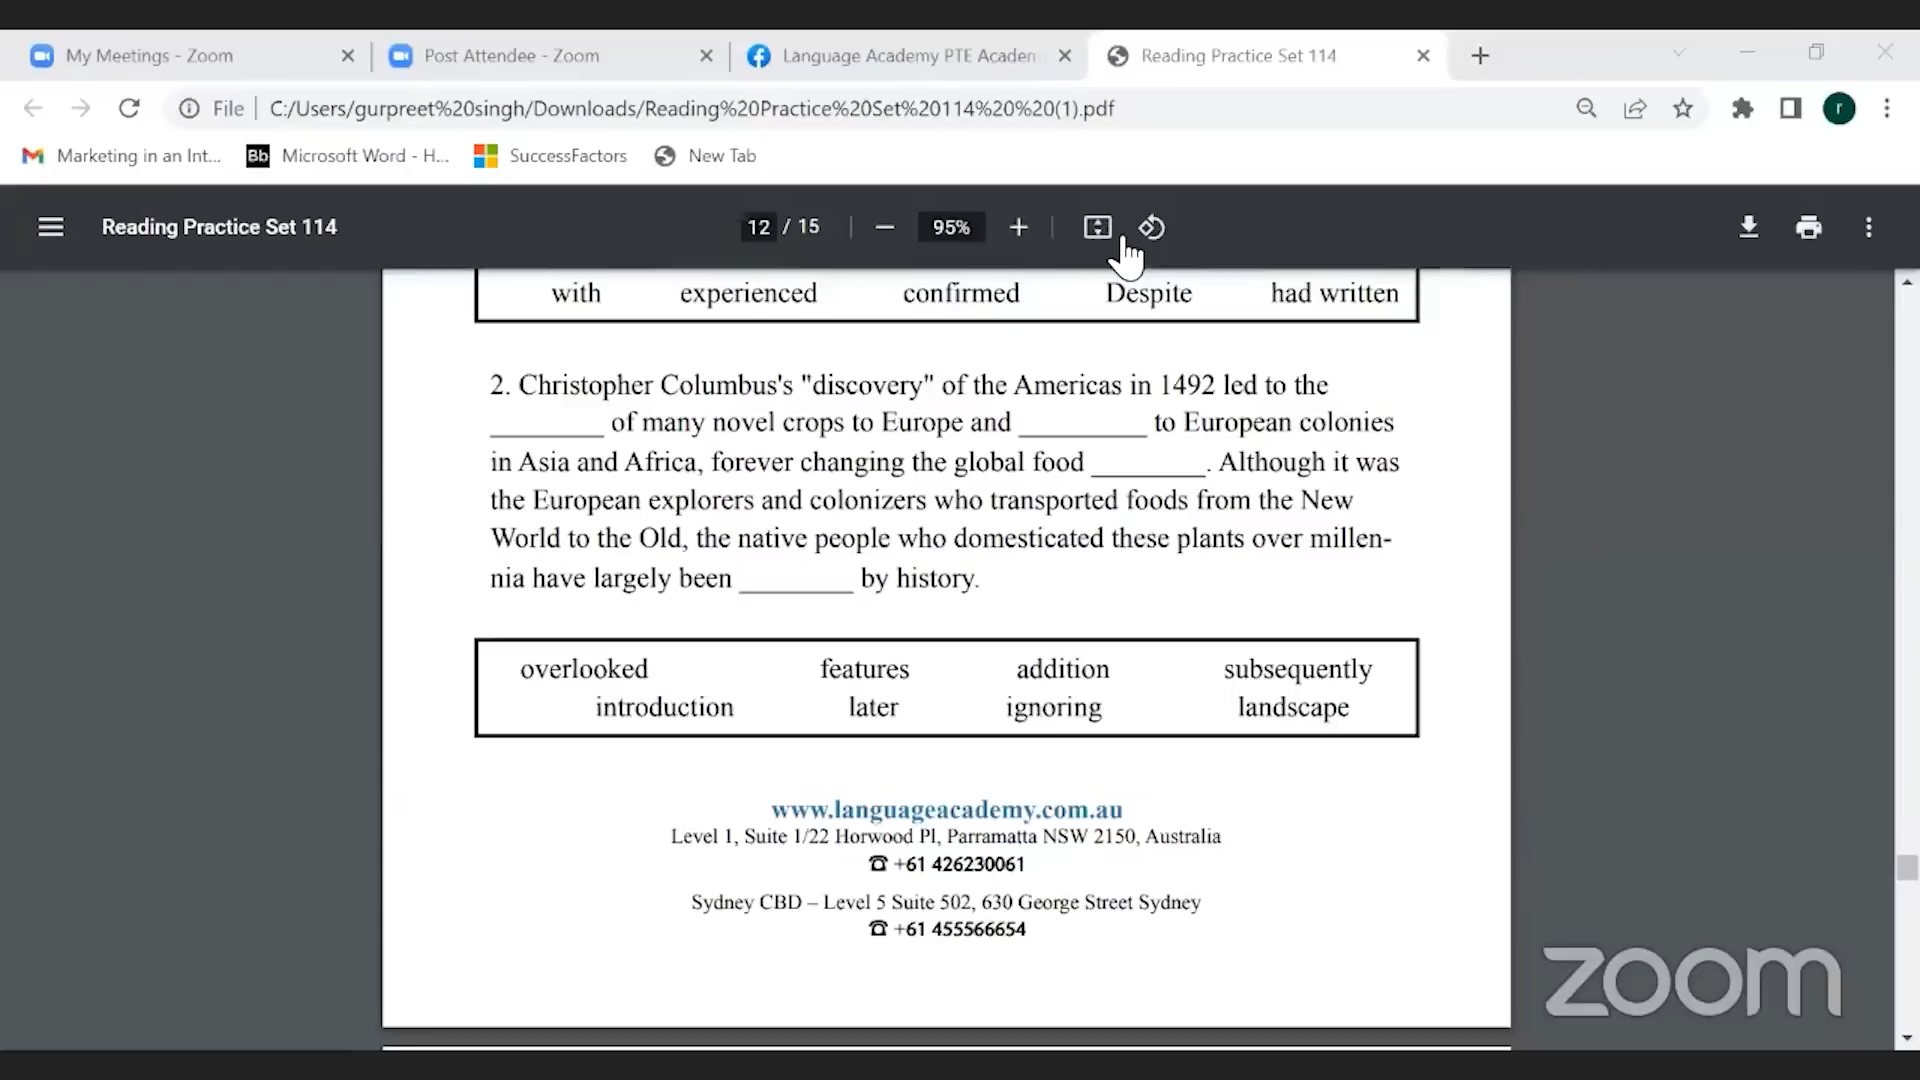 My Meetings - Zoom
Post Attendee - Zoom
Language Academy PTE Academ
Reading Practice Set 114
File
C:/Users/gurpreet%20singh/Downloads/Reading%20Practice%20Set%20114%20%20(1).pdf
r
Marketing in an Int...
Bb Microsoft Word - H...
SuccessFactors
New Tab
Reading Practice Set 114
12 / 15
95%
with experienced confirmed Despite had written
2. Christopher Columbus's "discovery" of the Americas in 1492 led to the
________ of many novel crops to Europe and _________ to European colonies
in Asia and Africa, forever changing the global food ________. Although it was
the European explorers and colonizers who transported foods from the New
World to the Old, the native people who domesticated these plants over millen-
nia have largely been ________ by history.
overlooked features addition subsequently
introduction later ignoring landscape
www.languageacademy.com.au
Level 1, Suite 1/22 Horwood Pl, Parramatta NSW 2150, Australia
☎ +61 426230061
Sydney CBD – Level 5 Suite 502, 630 George Street Sydney
☎ +61 455566654
zoom